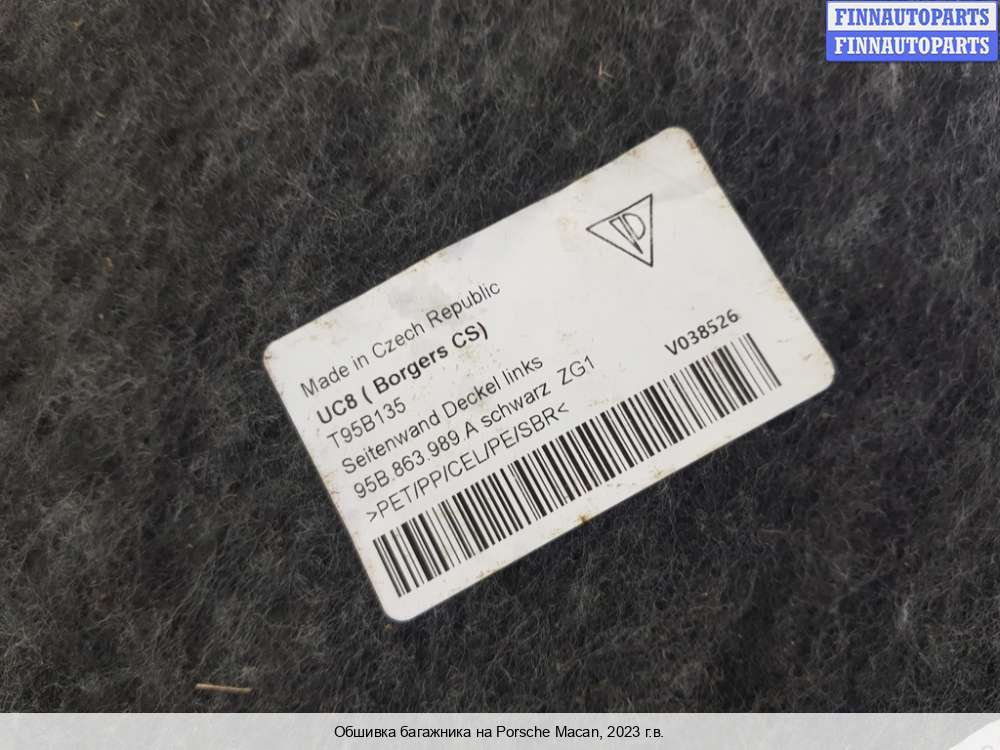 FINNAUTOPARTS
FINNAUTOPARTS
Made in Czech Republic
UC8 ( Borgers CS)
T95B135
Seitenwand Deckel links
95B.863.989.A schwarz ZG1
>PET/PP/CEL/PE/SBR<
V038526
Обшивка багажника на Porsche Macan, 2023 г.в.